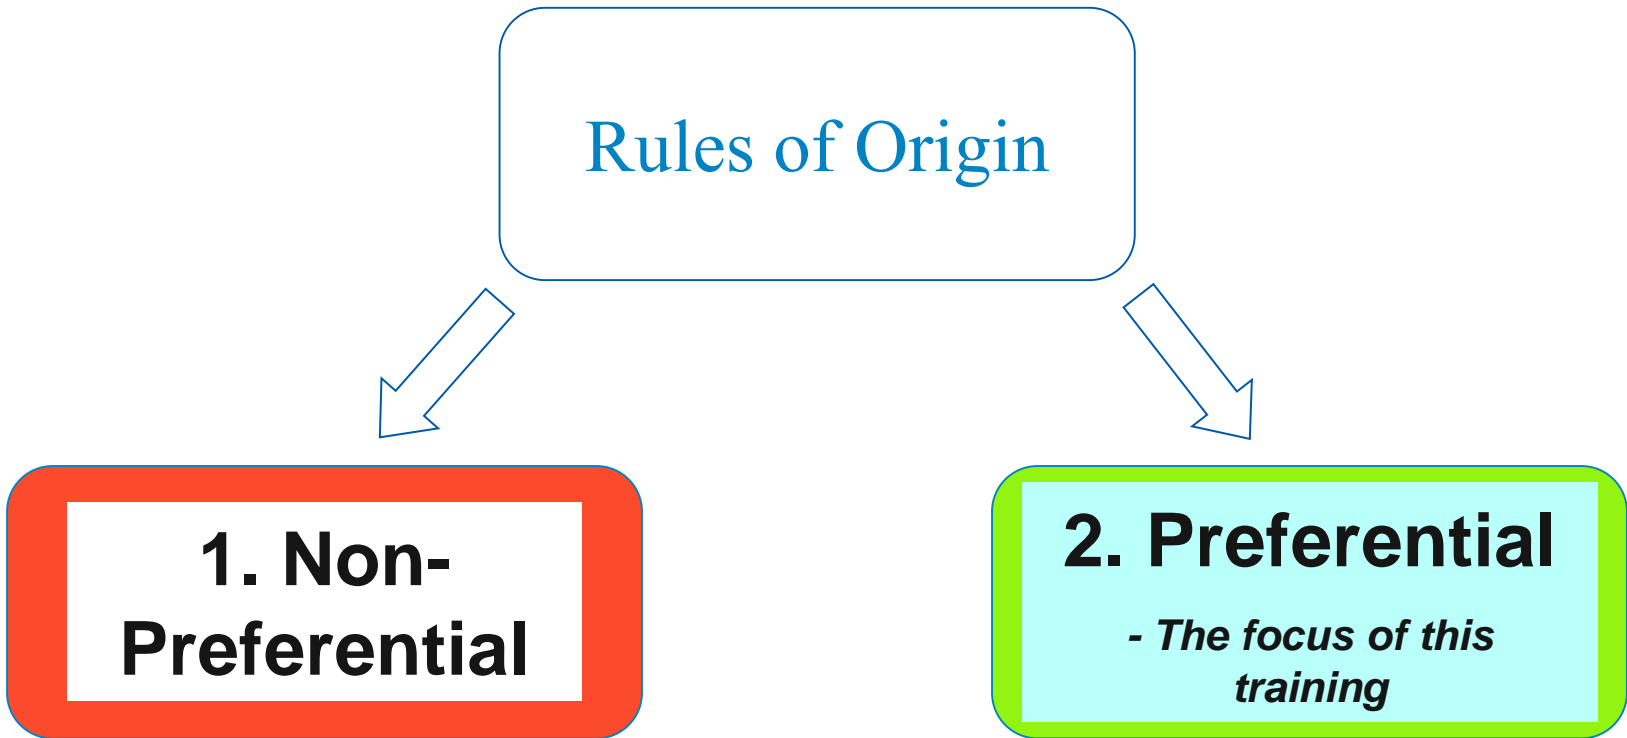 Rules of Origin
1. Non-
Preferential
2. Preferential
- The focus of this
training